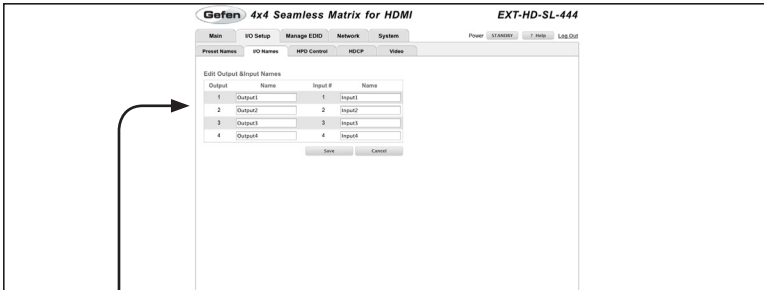 Gefen 4x4 Seamless Matrix for HDMI EXT-HD-SL-444
Main I/O Setup Manage EDID Network System Power STANDBY ? Help Log Out
Preset Names I/O Names HPD Control HDCP Video
Edit Output &Input Names
Output Name Input # Name
1 Output1 1 Input1
2 Output2 2 Input2
3 Output3 3 Input3
4 Output4 4 Input4
Save Cancel